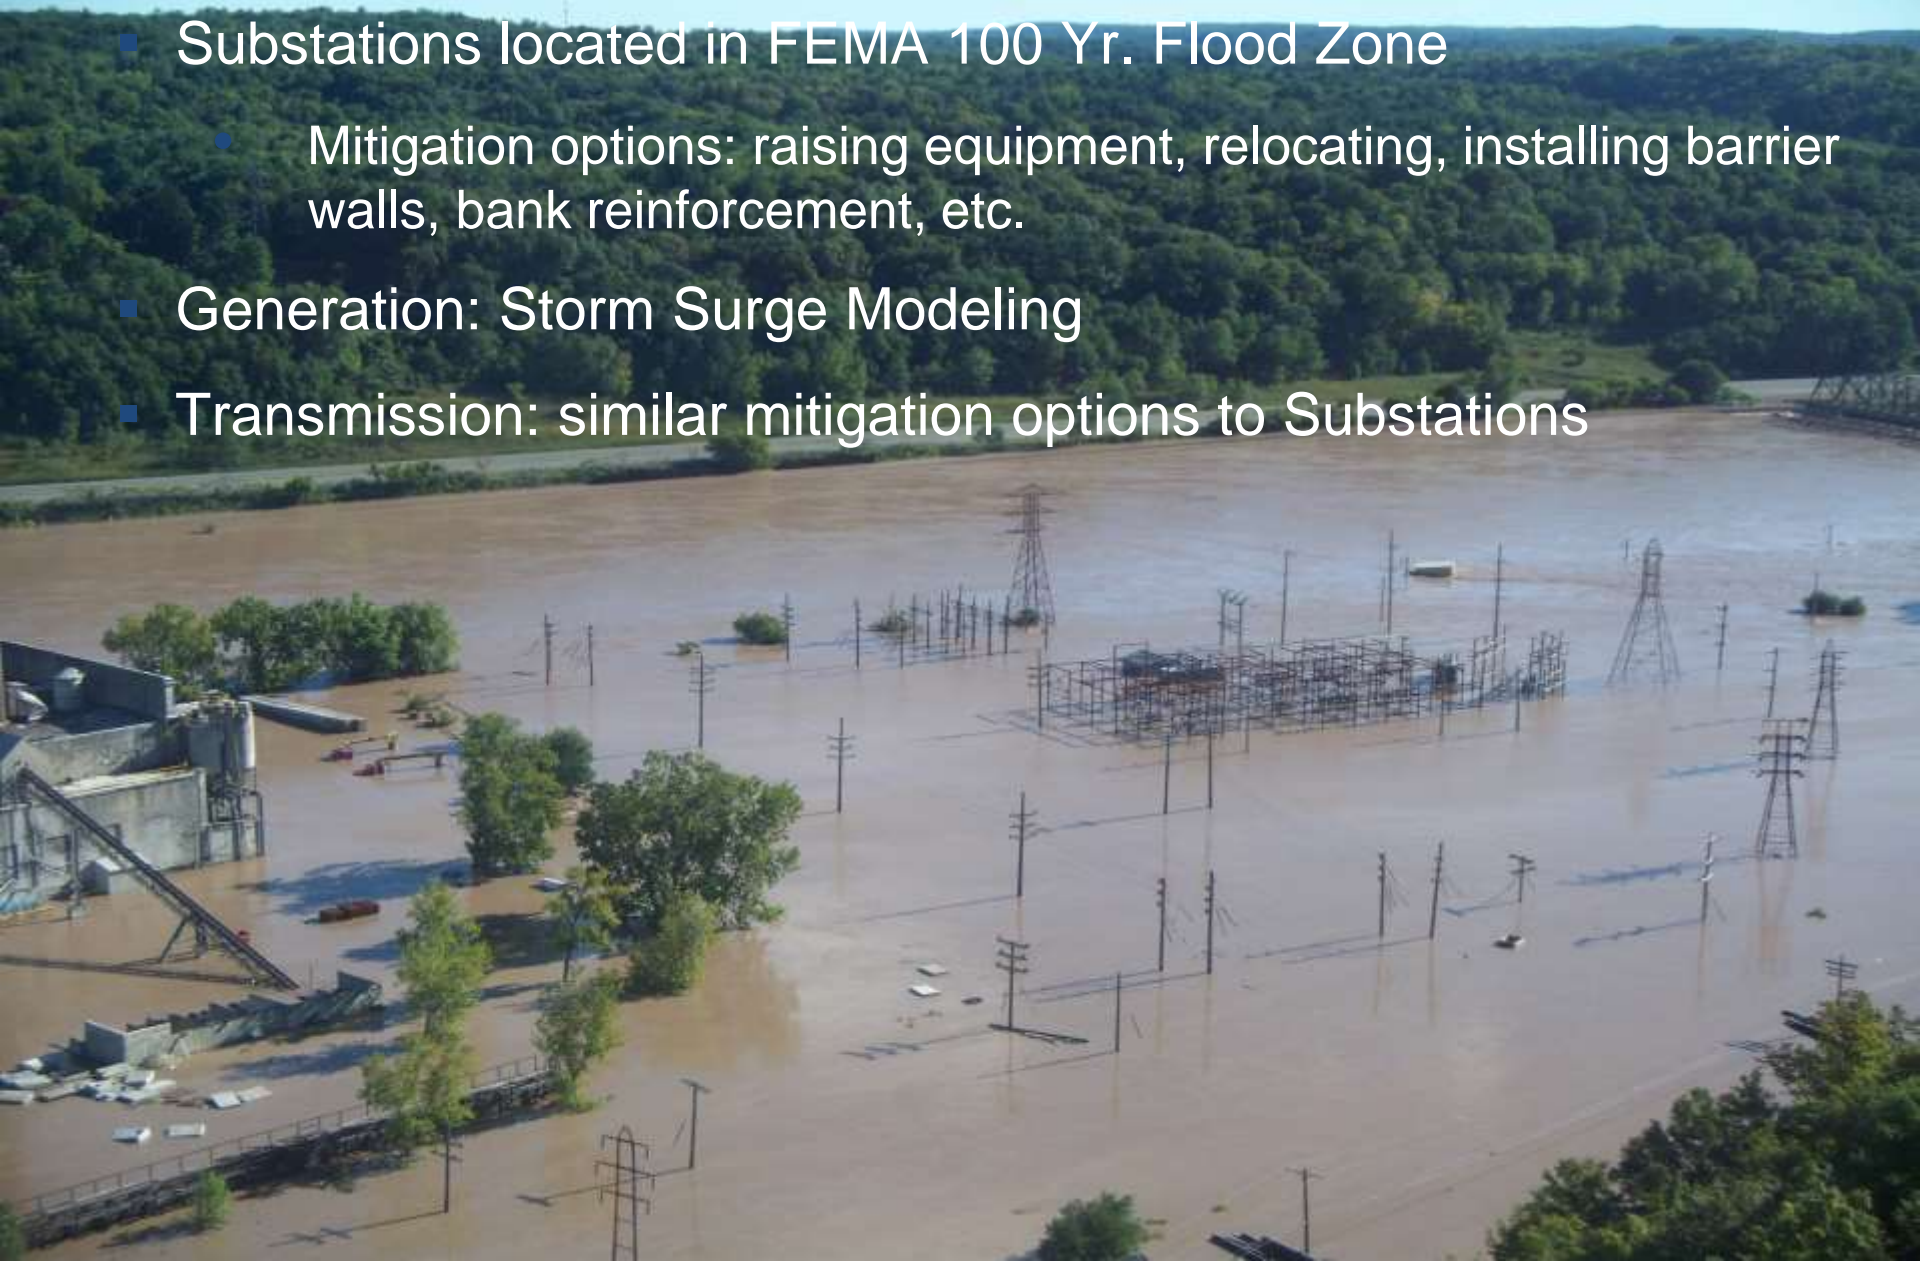 Substations located in FEMA 100 Yr. Flood Zone
Mitigation options: raising equipment, relocating, installing barrier
walls, bank reinforcement, etc.
Generation: Storm Surge Modeling
Transmission: similar mitigation options to Substations